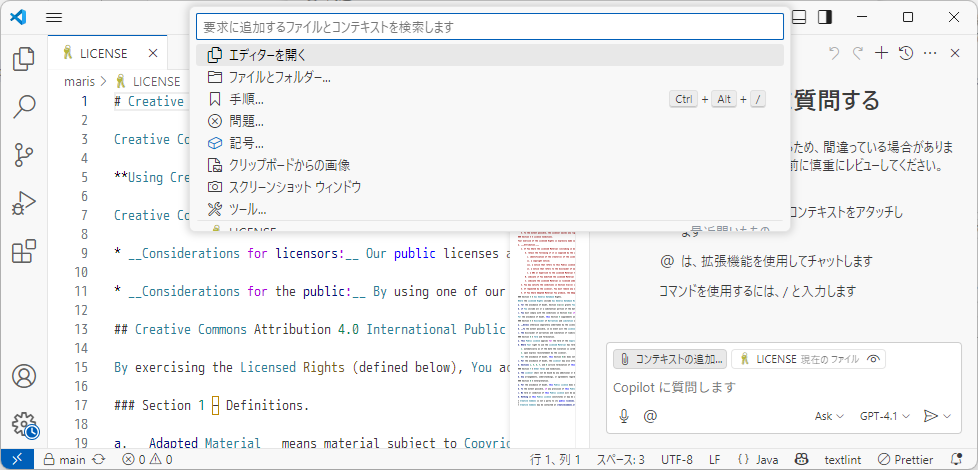 要求に追加するファイルとコンテキストを検索します
エディターを開く
ファイルとフォルダー...
手順...
Ctrl + Alt + /
問題...
記号...
クリップボードからの画像
スクリーンショット ウィンドウ
ツール...
LICENSE
最近開いたもの
LICENSE
maris > LICENSE
1 # Creative
2
3 Creative Co
4
5 **Using Cre
6
7 Creative Co
8
9 * __Considerations for licensors:__ Our public licenses a
10
11 * __Considerations for the public:__ By using one of our
12
13 ## Creative Commons Attribution 4.0 International Public
14
15 By exercising the Licensed Rights (defined below), You ac
16
17 ### Section 1 – Definitions.
18
19 a. __Adapted Material__ means material subject to Copyric
質問する
ため、間違っている場合がありま
前に慎重にレビューしてください。
コンテキストをアタッチし
ます
@ は、拡張機能を使用してチャットします
コマンドを使用するには、/ と入力します
コンテキストの追加...
LICENSE 現在の ファイル
Copilot に質問します
@
Ask
GPT-4.1
main
0 0
行 1、列 1
スペース: 3
UTF-8
LF
{} Java
textlint
Prettier